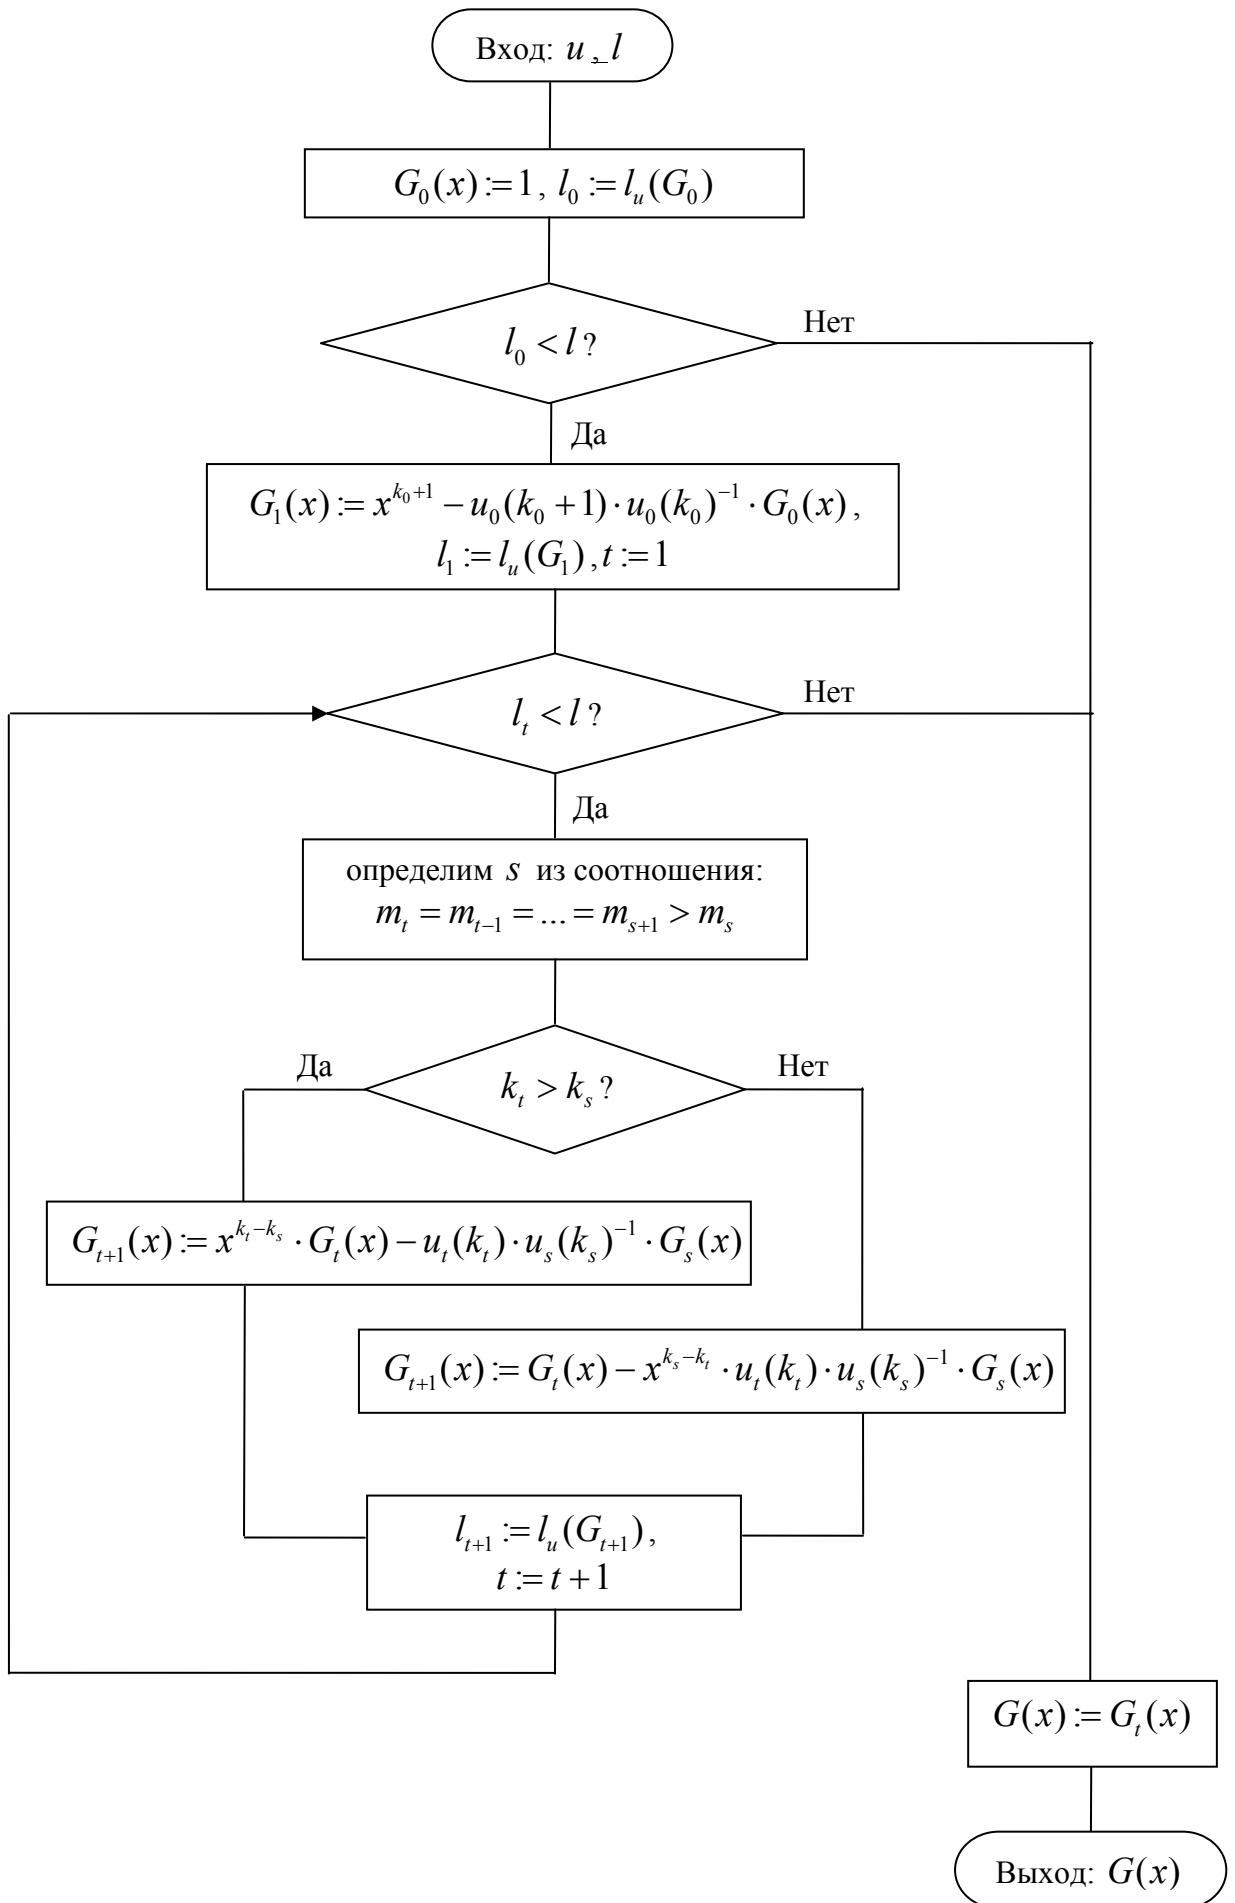 Вход: u , l
G_0(x) := 1, l_0 := l_u(G_0)
l_0 < l ?
Нет
Да
G_1(x) := x^{k_0+1} − u_0(k_0 + 1) · u_0(k_0)^{−1} · G_0(x),
l_1 := l_u(G_1), t := 1
l_t < l ?
Нет
Да
определим s из соотношения:
m_t = m_{t−1} = ... = m_{s+1} > m_s
Да
k_t > k_s ?
Нет
G_{t+1}(x) := x^{k_t−k_s} · G_t(x) − u_t(k_t) · u_s(k_s)^{−1} · G_s(x)
G_{t+1}(x) := G_t(x) − x^{k_s−k_t} · u_t(k_t) · u_s(k_s)^{−1} · G_s(x)
l_{t+1} := l_u(G_{t+1}),
t := t + 1
G(x) := G_t(x)
Выход: G(x)